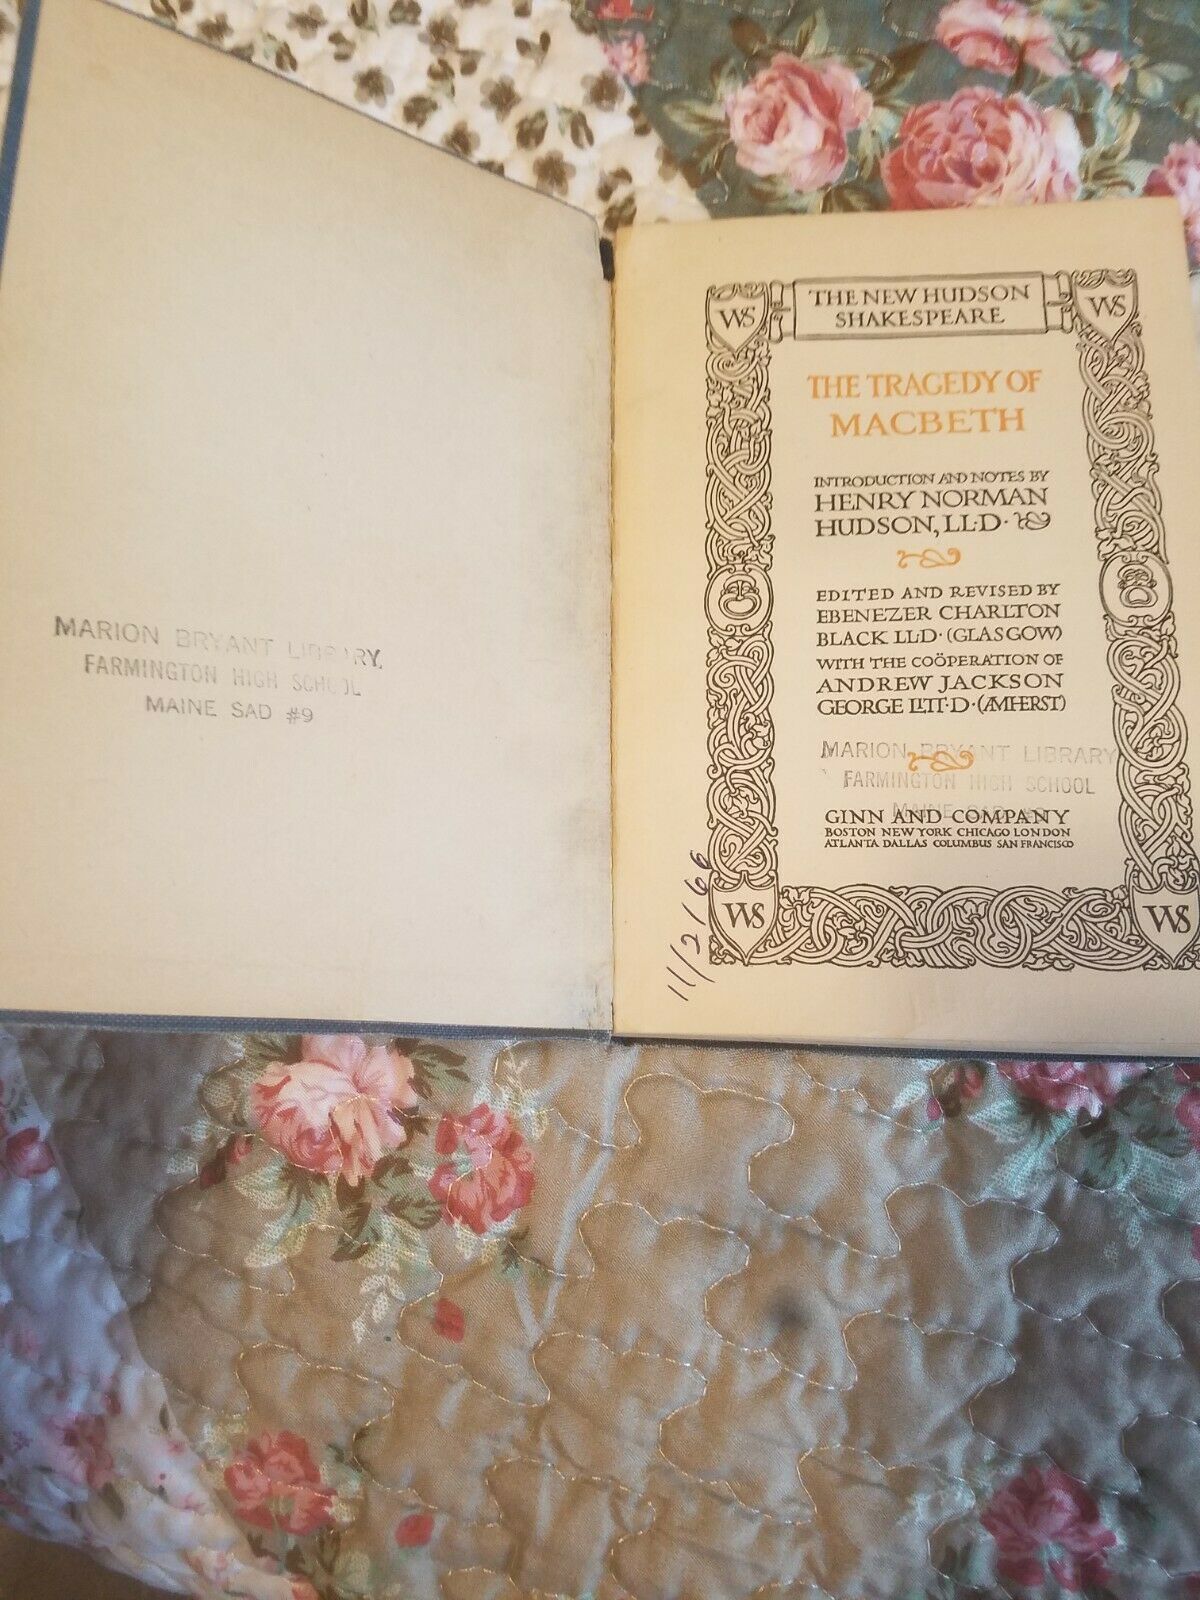 MARION BRYANT LIBRARY
FARMINGTON HIGH SCHOOL
MAINE SAD #9
WS
THE NEW HUDSON
SHAKESPEARE
WS
THE TRAGEDY OF
MACBETH
INTRODUCTION AND NOTES BY
HENRY NORMAN
HUDSON, LL·D·
EDITED AND REVISED BY
EBENEZER CHARLTON
BLACK LL·D· (GLASGOW)
WITH THE COÖPERATION OF
ANDREW JACKSON
GEORGE LITT·D·(AMHERST)
MARION BRYANT LIBRARY
FARMINGTON HIGH SCHOOL
MAINE SAD #9
GINN AND COMPANY
BOSTON NEW YORK CHICAGO LONDON
ATLANTA DALLAS COLUMBUS SAN FRANCISCO
11/2/66
WS
WS